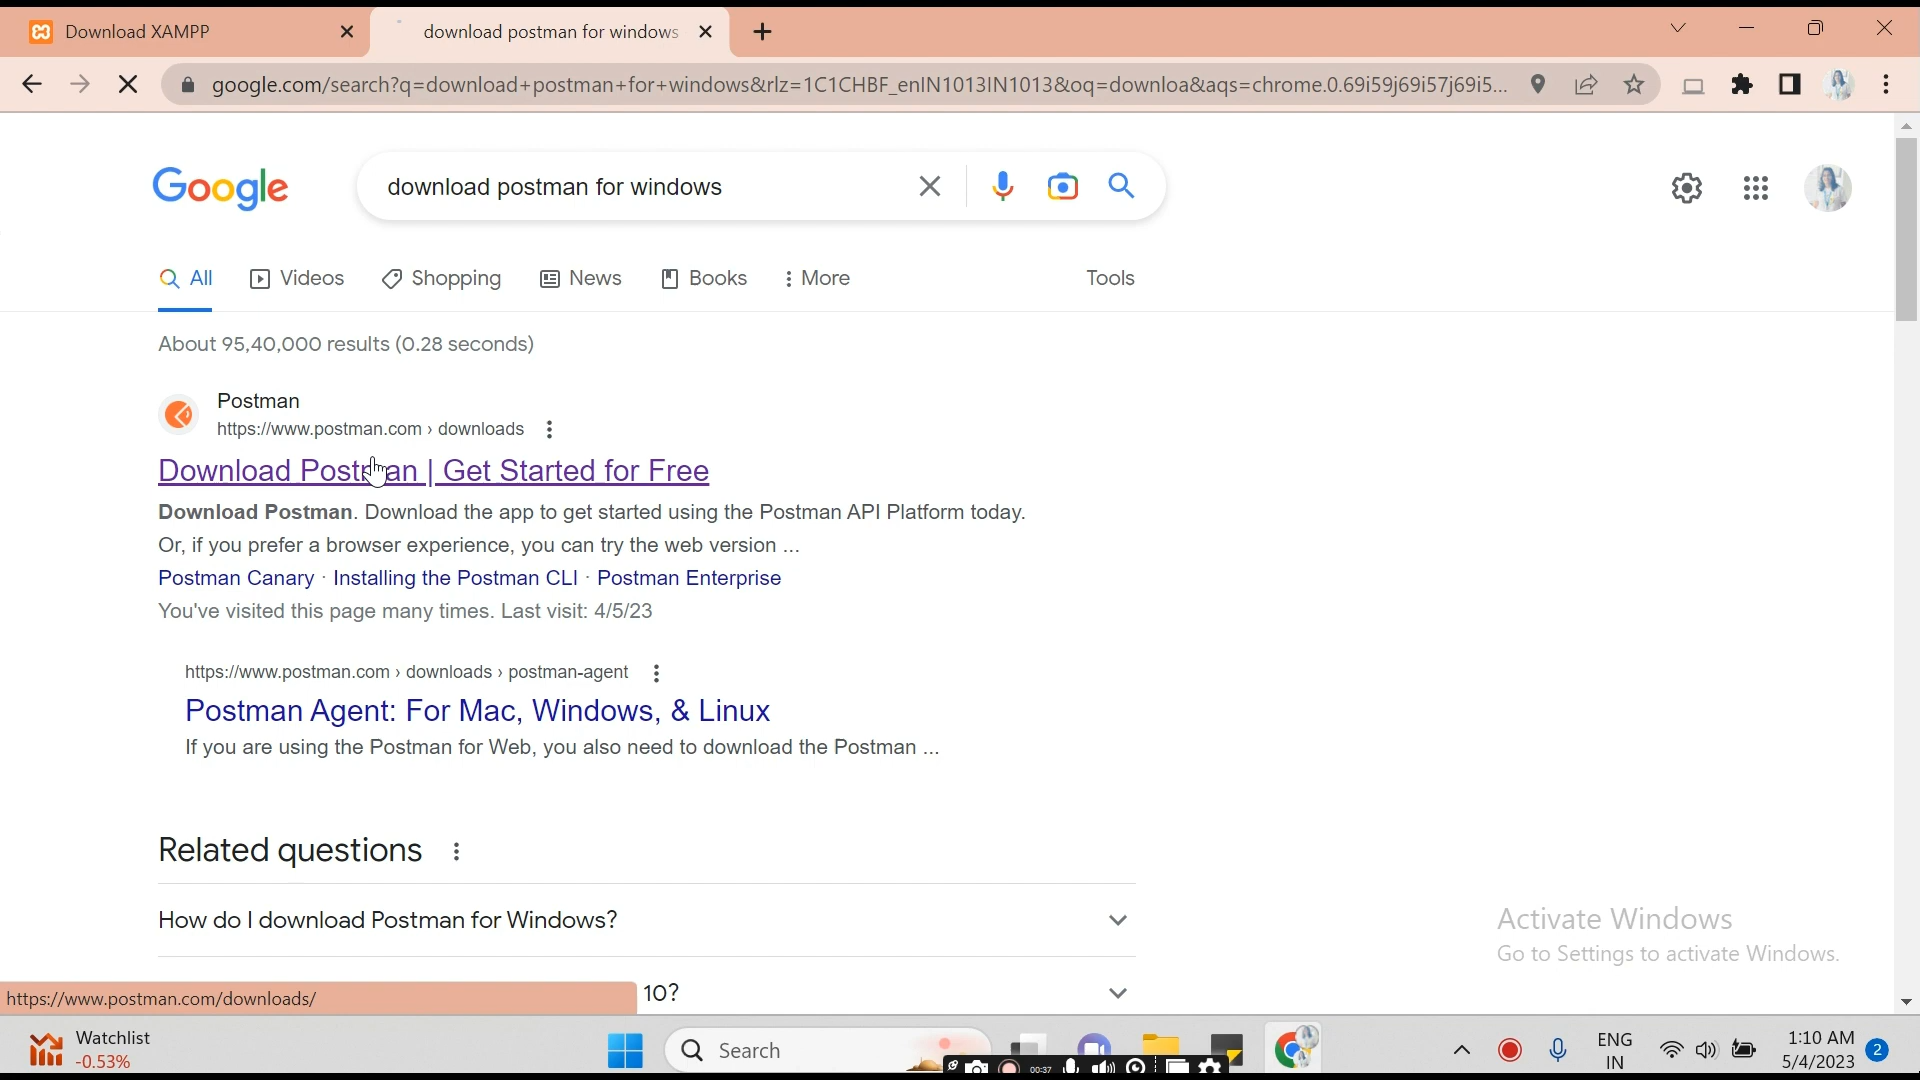 Download XAMPP
download postman for windows
google.com/search?q=download+postman+for+windows&rlz=1C1CHBF_enIN1013IN1013&oq=downloa&aqs=chrome.0.69i59j69i57j69i5...
Google
download postman for windows
All Videos Shopping News Books More Tools
About 95,40,000 results (0.28 seconds)
Postman
https://www.postman.com › downloads
Download Postman | Get Started for Free
Download Postman. Download the app to get started using the Postman API Platform today.
Or, if you prefer a browser experience, you can try the web version ...
Postman Canary · Installing the Postman CLI · Postman Enterprise
You've visited this page many times. Last visit: 4/5/23
https://www.postman.com › downloads › postman-agent
Postman Agent: For Mac, Windows, & Linux
If you are using the Postman for Web, you also need to download the Postman ...
Related questions
How do I download Postman for Windows?
Activate Windows
Go to Settings to activate Windows.
10?
https://www.postman.com/downloads/
Watchlist
-0.53%
Search
00:37
ENG
IN
1:10 AM
5/4/2023
2